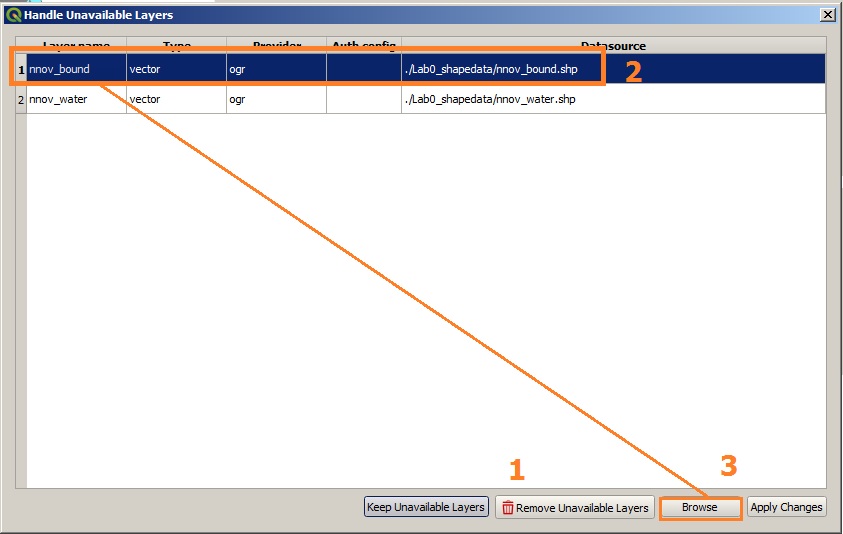 Handle Unavailable Layers
Layer name Type Provider Auth config Datasource
1 nnov_bound vector ogr ./Lab0_shapedata/nnov_bound.shp 2
2 nnov_water vector ogr ./Lab0_shapedata/nnov_water.shp
1 3
Keep Unavailable Layers Remove Unavailable Layers Browse Apply Changes